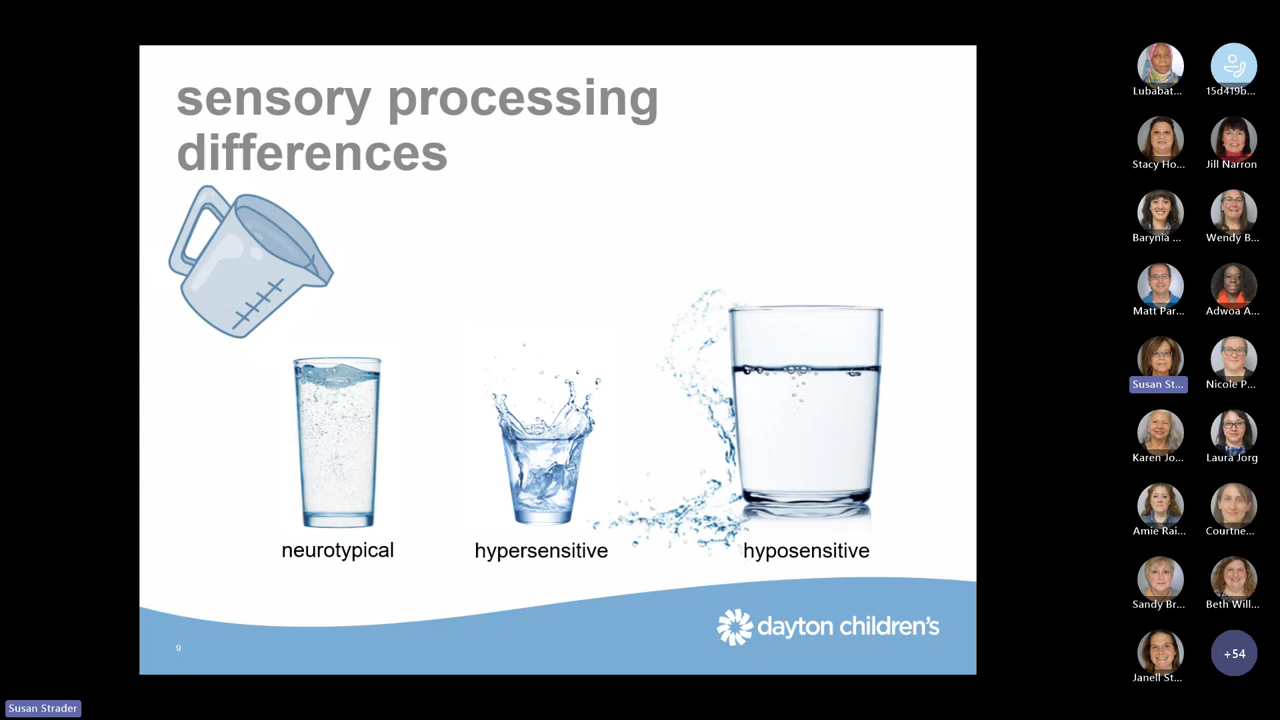 sensory processing
differences
neurotypical
hypersensitive
hyposensitive
9
dayton children's
Lubabat...
15d419b...
Stacy Ho...
Jill Narron
Barynia ...
Wendy B...
Matt Par...
Adwoa A...
Susan St...
Nicole P...
Karen Jo...
Laura Jorg
Amie Rai...
Courtne...
Sandy Br...
Beth Will...
Janell St...
+54
Susan Strader